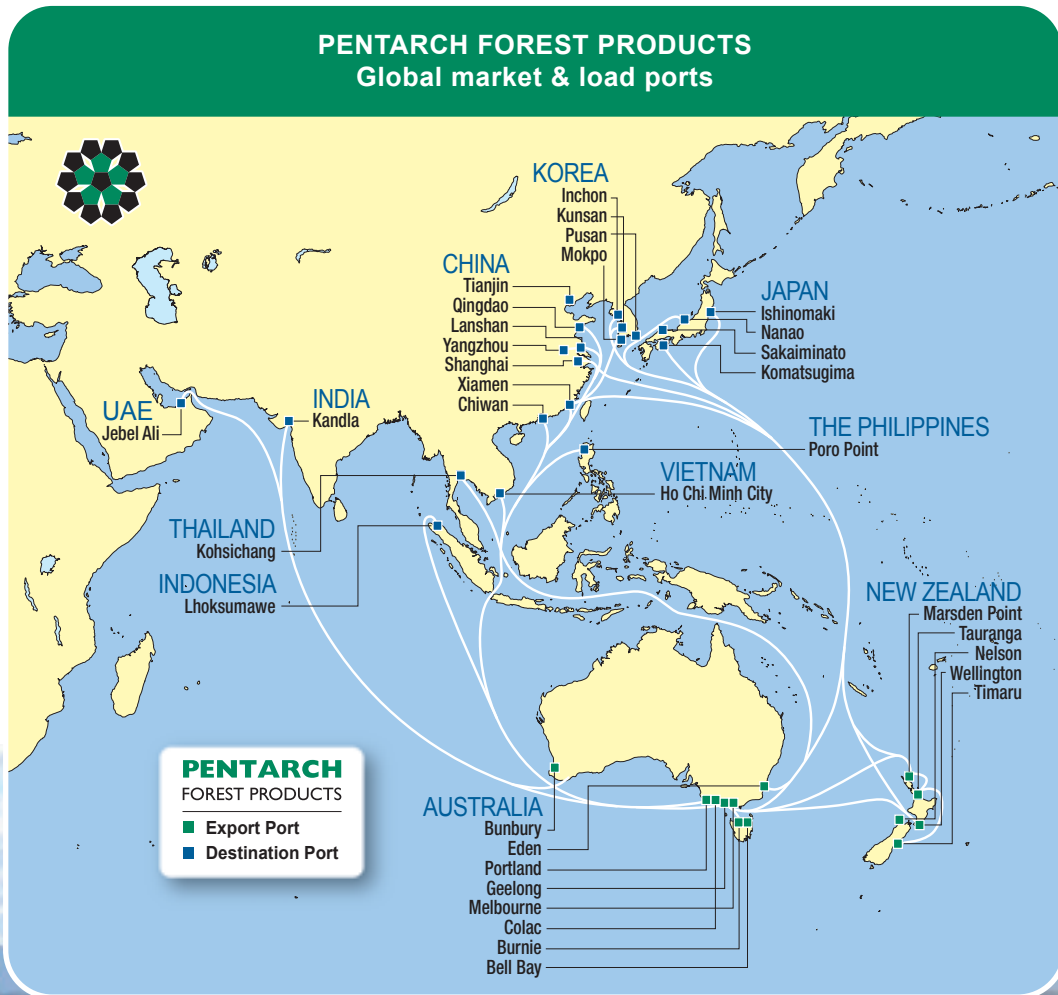 PENTARCH FOREST PRODUCTS
Global market & load ports
KOREA
Inchon
Kunsan
Pusan
Mokpo
CHINA
Tianjin
Qingdao
Lanshan
Yangzhou
Shanghai
Xiamen
Chiwan
JAPAN
Ishinomaki
Nanao
Sakaiminato
Komatsugima
UAE
Jebel Ali
INDIA
Kandla
THE PHILIPPINES
Poro Point
VIETNAM
Ho Chi Minh City
THAILAND
Kohsichang
INDONESIA
Lhoksumawe
NEW ZEALAND
Marsden Point
Tauranga
Nelson
Wellington
Timaru
PENTARCH
FOREST PRODUCTS
Export Port
Destination Port
AUSTRALIA
Bunbury
Eden
Portland
Geelong
Melbourne
Colac
Burnie
Bell Bay